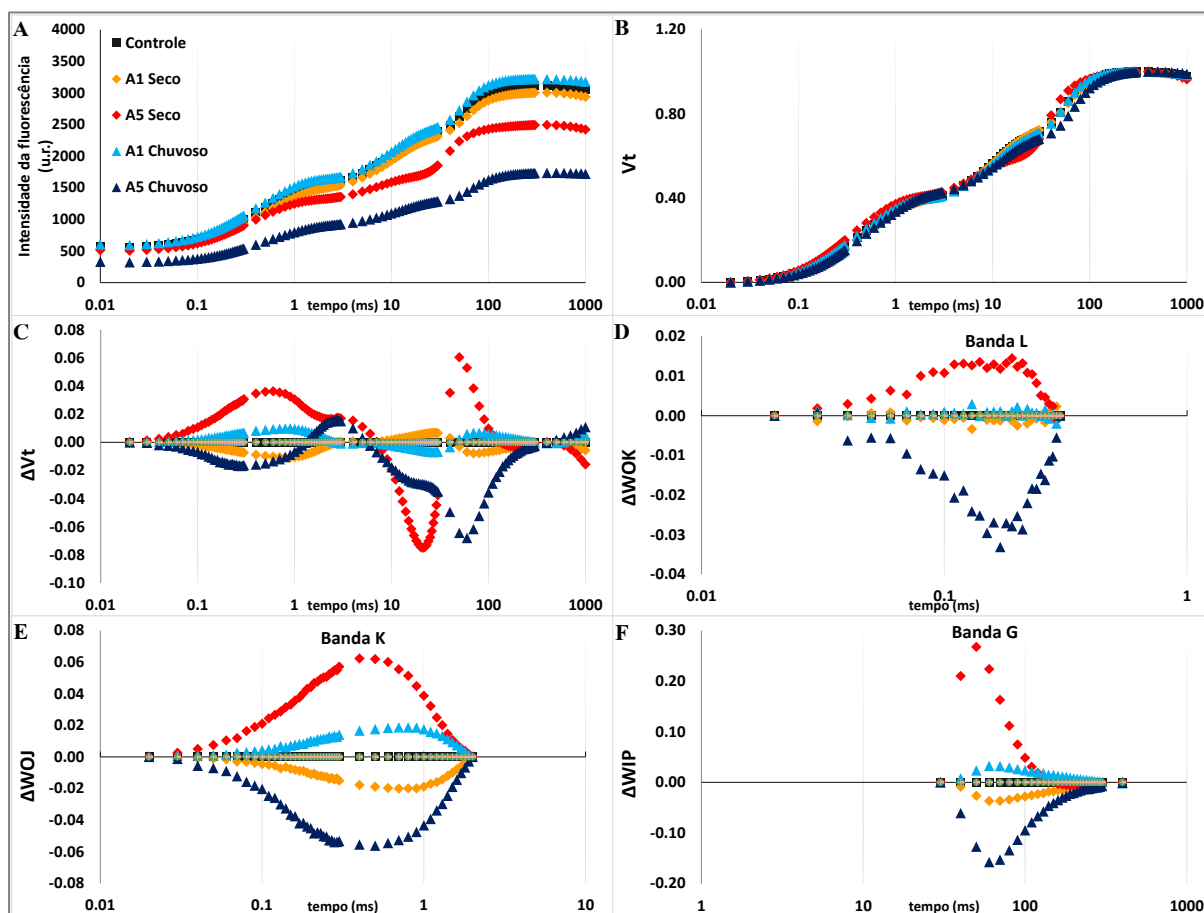 A
Intensidade da fluorescência
(u.r.)
4000
3500
3000
2500
2000
1500
1000
500
0
Controle
A1 Seco
A5 Seco
A1 Chuvoso
A5 Chuvoso
0.01 0.1 1 tempo (ms) 10 100 1000
B
Vt
1.20
0.80
0.40
0.00
0.01 0.1 1 tempo (ms) 10 100 1000
C
ΔVt
0.08
0.06
0.04
0.02
0.00
-0.02
-0.04
-0.06
-0.08
-0.10
0.01 0.1 1 tempo (ms) 10 100 1000
D
Banda L
ΔWOK
0.02
0.01
0.00
-0.01
-0.02
-0.03
-0.04
0.01 tempo (ms) 0.1 1
E
Banda K
ΔWOJ
0.08
0.06
0.04
0.02
0.00
-0.02
-0.04
-0.06
-0.08
0.01 0.1 tempo (ms) 1 10
F
Banda G
ΔWIP
0.30
0.20
0.10
0.00
-0.10
-0.20
1 10 tempo (ms) 100 1000